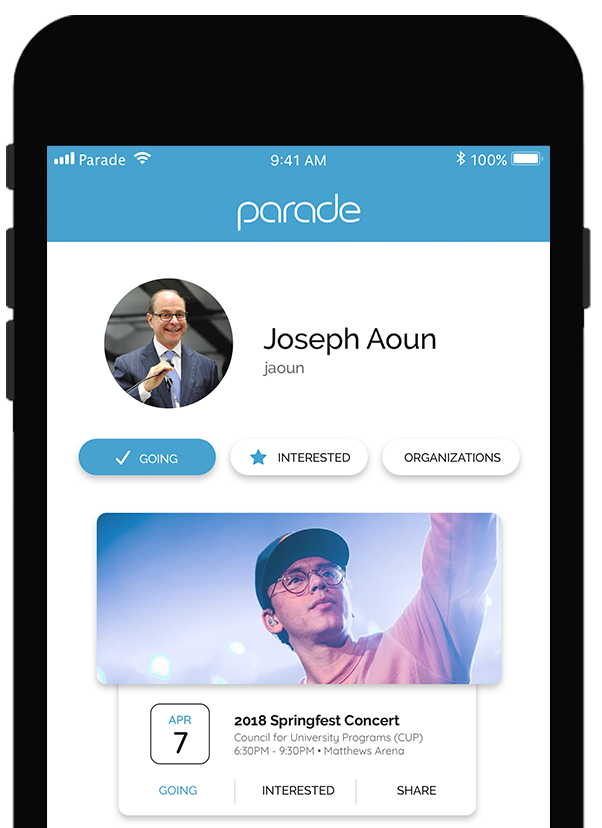 Parade 9:41 AM 100%
parade
Joseph Aoun
jaoun
GOING INTERESTED ORGANIZATIONS
APR
7
2018 Springfest Concert
Council for University Programs (CUP)
6:30PM - 9:30PM • Matthews Arena
GOING INTERESTED SHARE